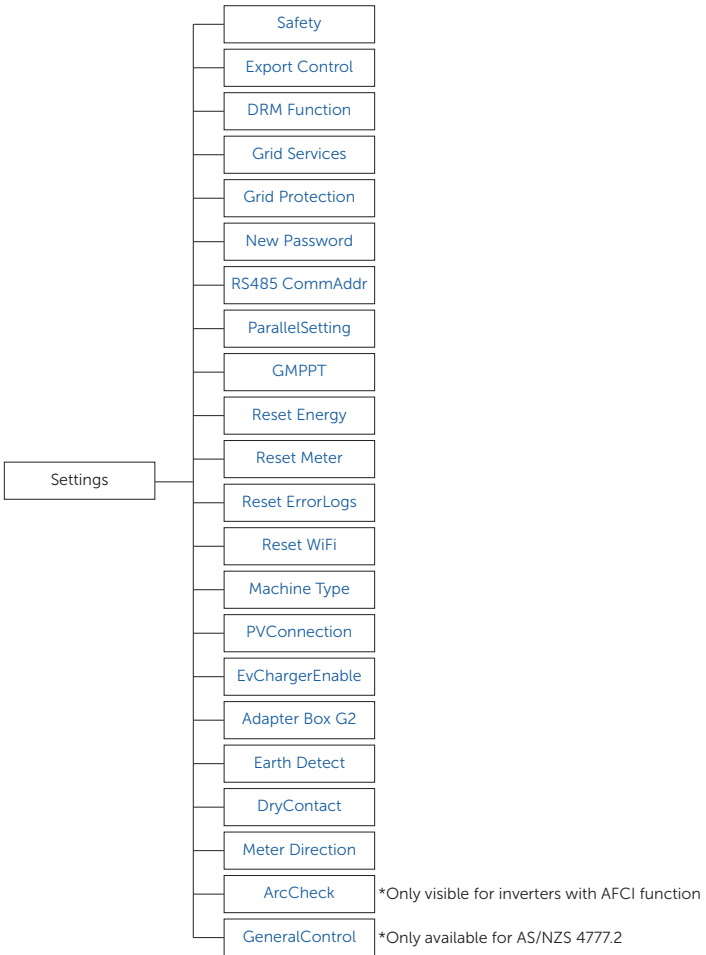 Safety
Export Control
DRM Function
Grid Services
Grid Protection
New Password
RS485 CommAddr
ParallelSetting
GMPPT
Reset Energy
Reset Meter
Settings
Reset ErrorLogs
Reset WiFi
Machine Type
PVConnection
EvChargerEnable
Adapter Box G2
Earth Detect
DryContact
Meter Direction
ArcCheck *Only visible for inverters with AFCI function
GeneralControl *Only available for AS/NZS 4777.2